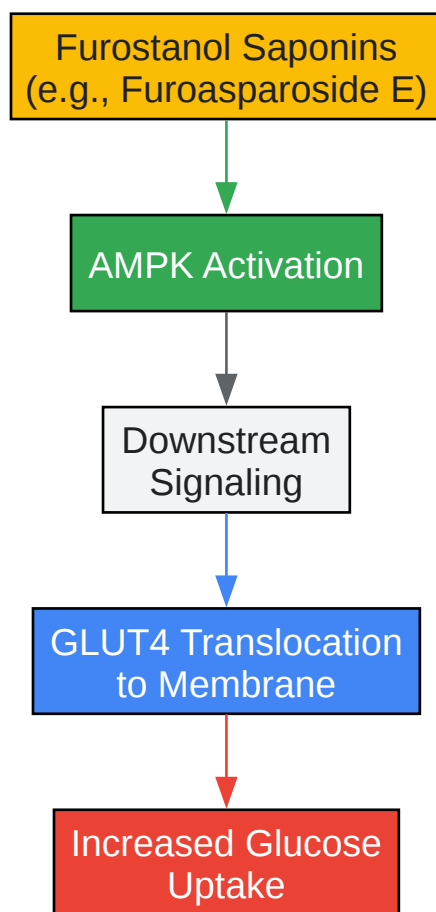 Furostanol Saponins
(e.g., Furoasparoside E)
AMPK Activation
Downstream
Signaling
GLUT4 Translocation
to Membrane
Increased Glucose
Uptake